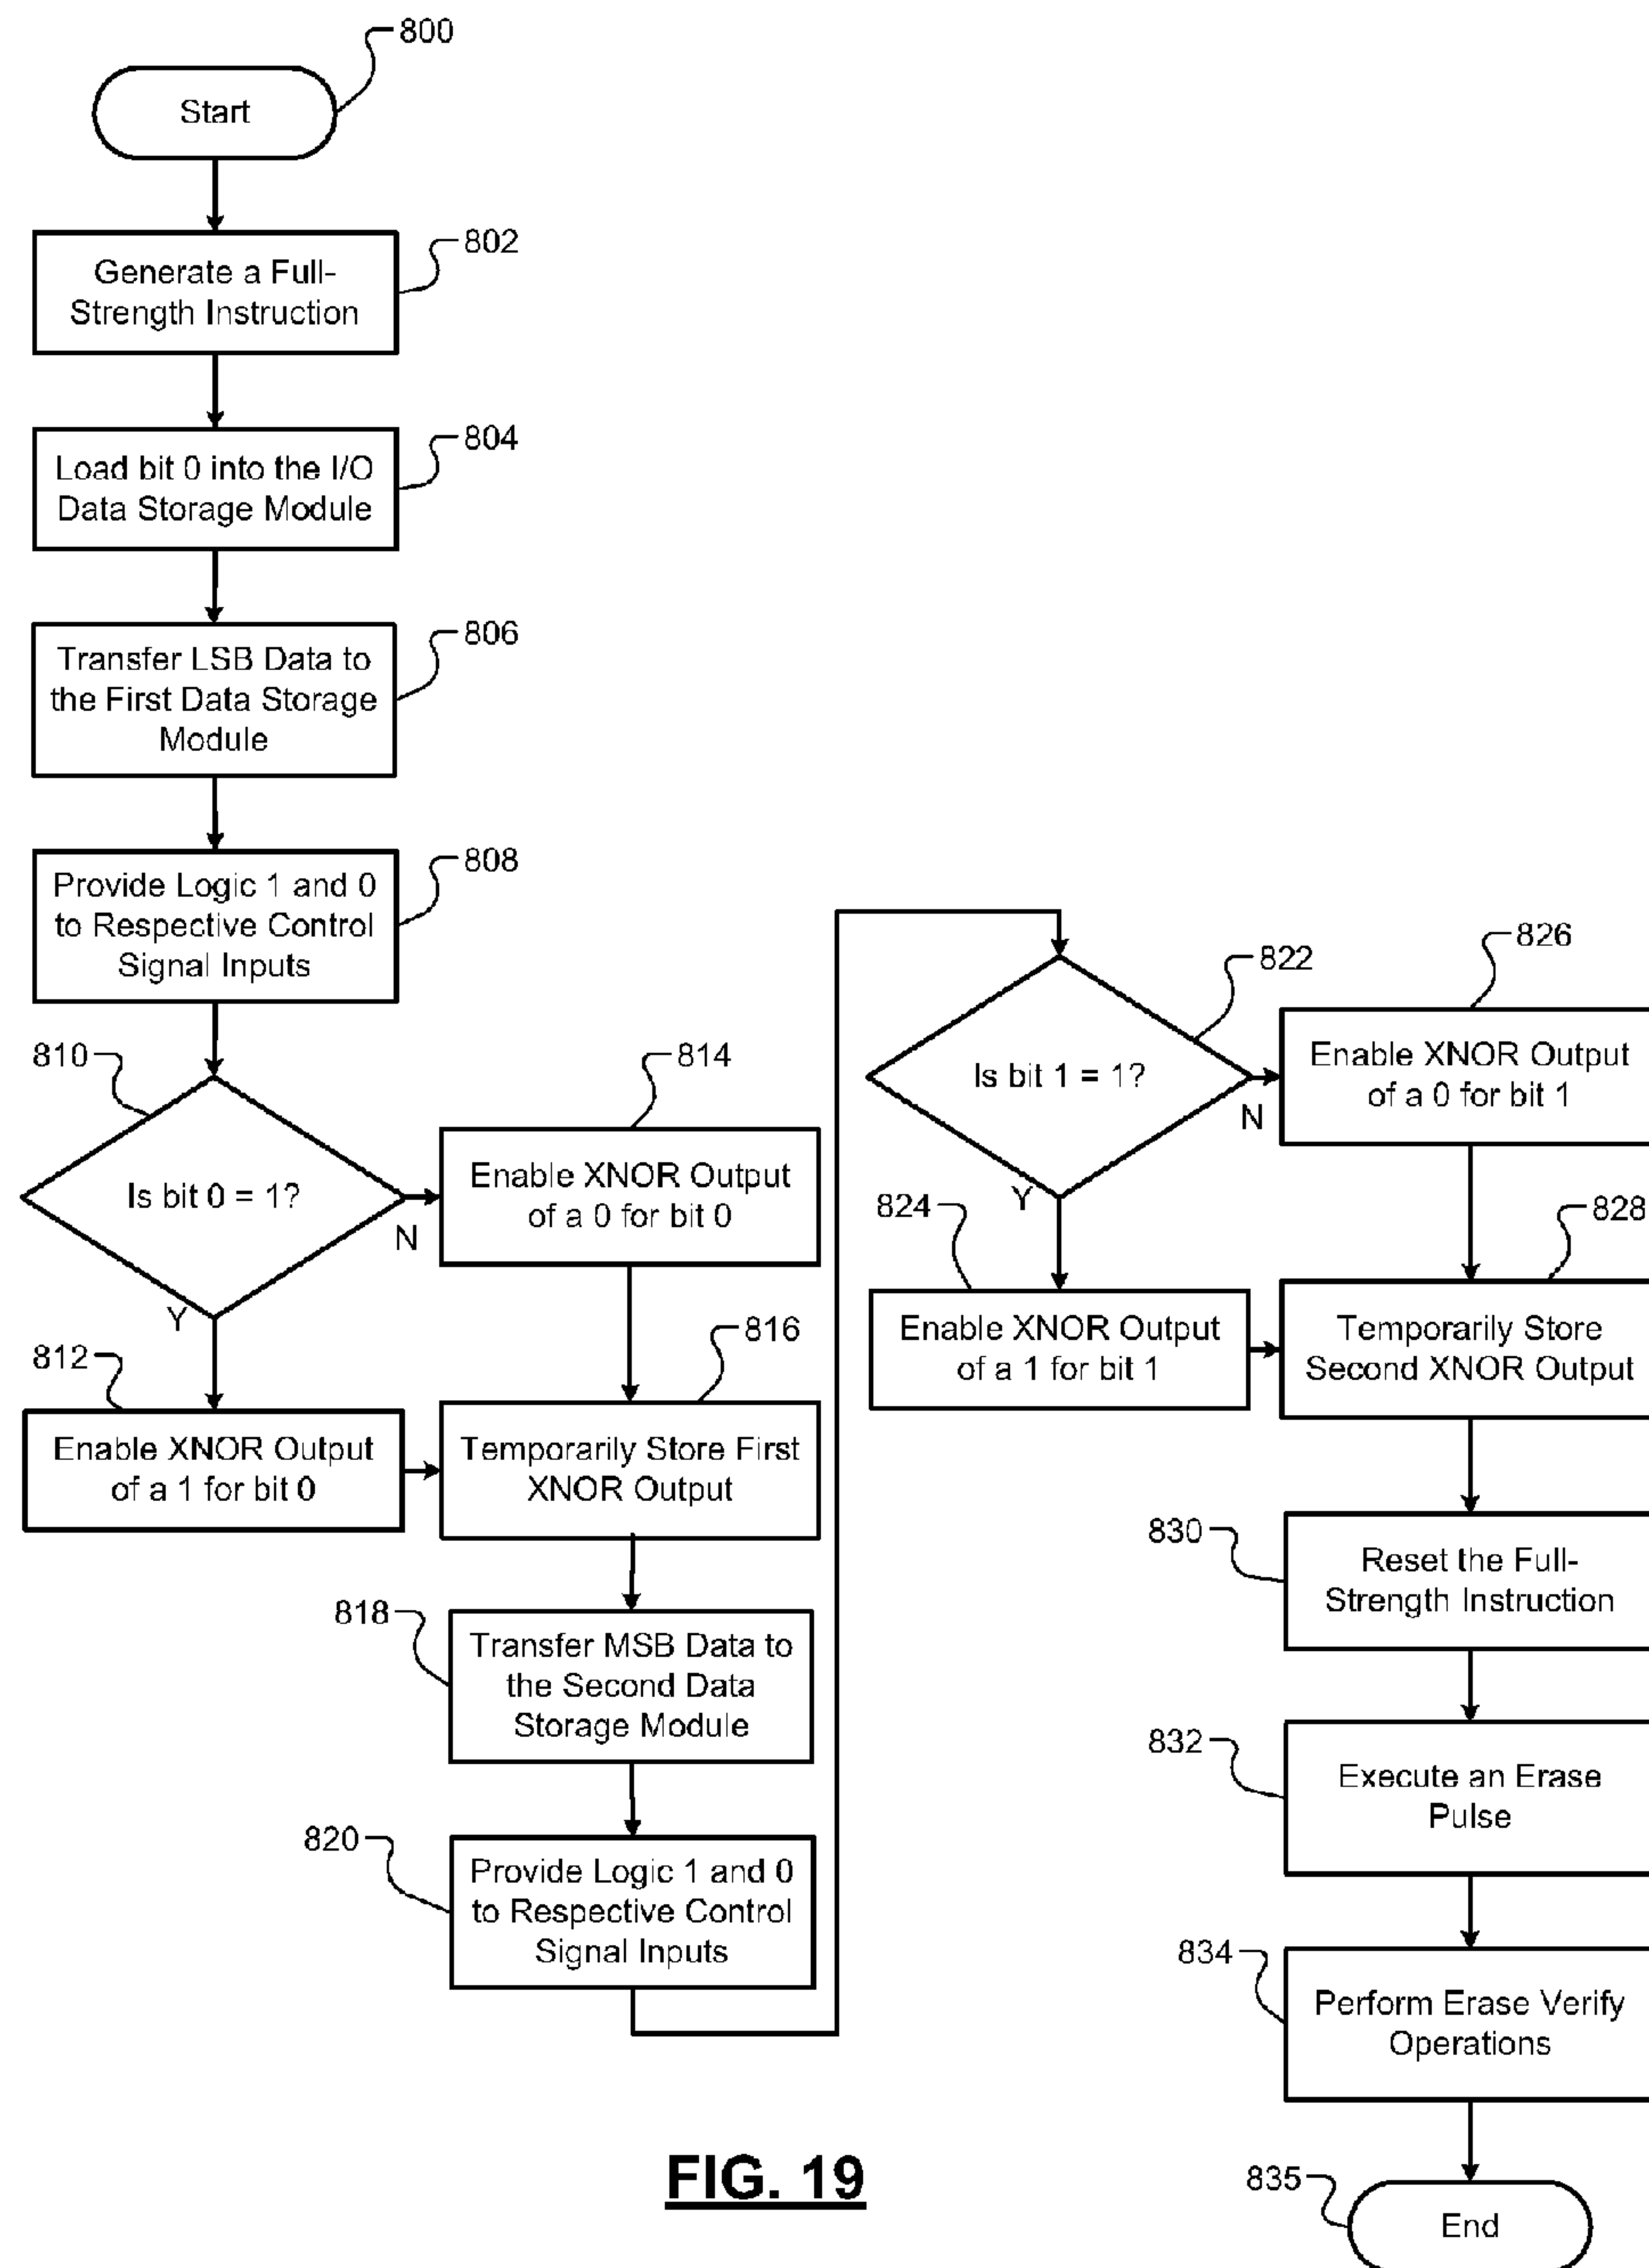 800
Start
802
Generate a Full-
Strength Instruction
804
Load bit 0 into the I/O
Data Storage Module
806
Transfer LSB Data to
the First Data Storage
Module
808
Provide Logic 1 and 0
to Respective Control
Signal Inputs
810
Is bit 0 = 1?
N
Y
814
Enable XNOR Output
of a 0 for bit 0
812
Enable XNOR Output
of a 1 for bit 0
816
Temporarily Store First
XNOR Output
818
Transfer MSB Data to
the Second Data
Storage Module
820
Provide Logic 1 and 0
to Respective Control
Signal Inputs
822
Is bit 1 = 1?
N
Y
826
Enable XNOR Output
of a 0 for bit 1
824
Enable XNOR Output
of a 1 for bit 1
828
Temporarily Store
Second XNOR Output
830
Reset the Full-
Strength Instruction
832
Execute an Erase
Pulse
834
Perform Erase Verify
Operations
835
End
FIG. 19